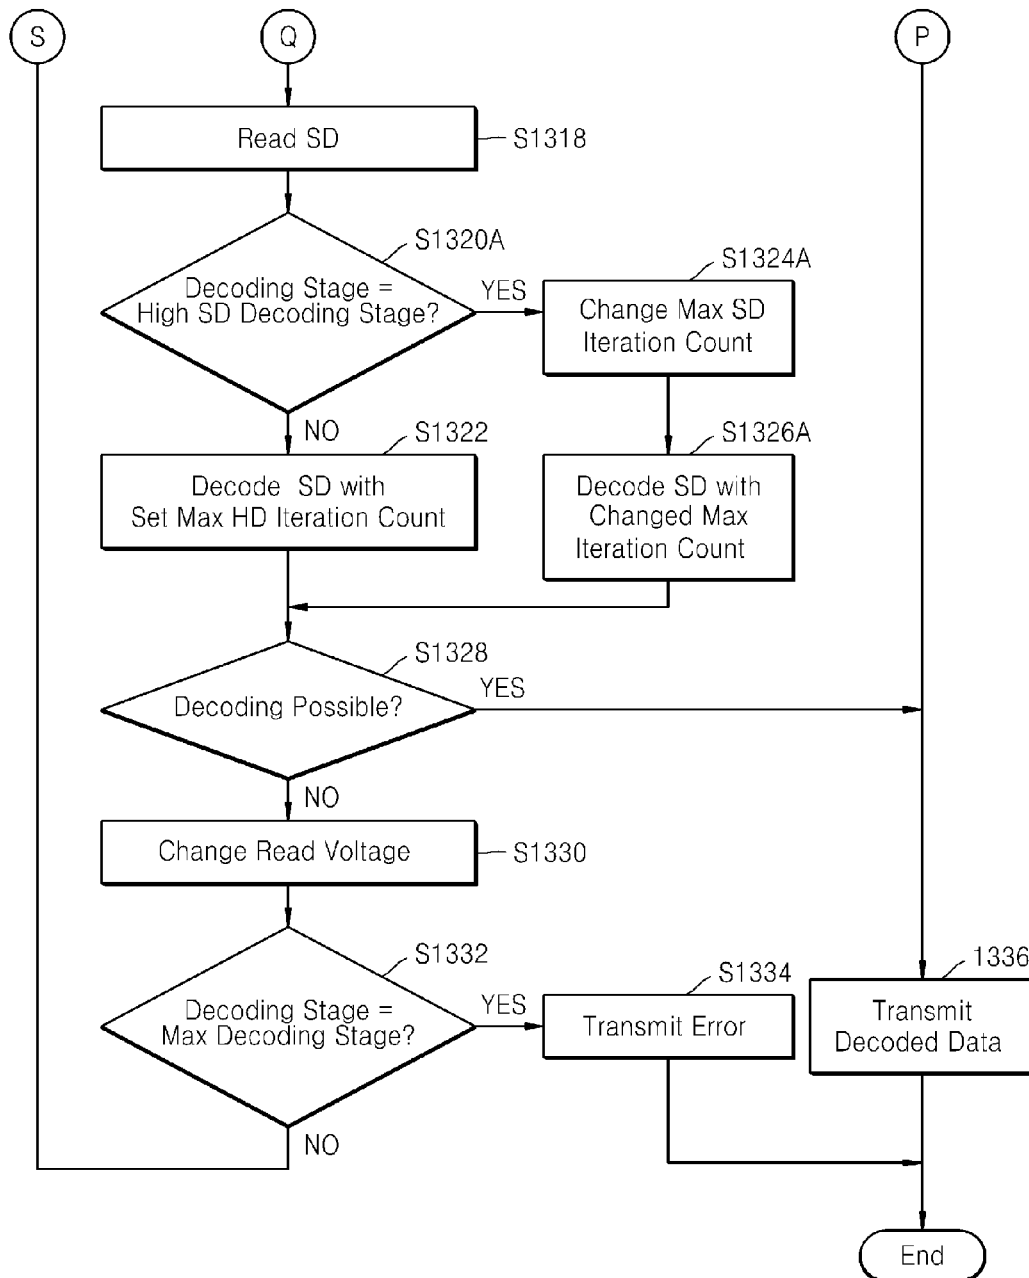 S
Q
P
Read SD
S1318
S1320A
Decoding Stage =
High SD Decoding Stage?
YES
S1324A
Change Max SD
Iteration Count
NO
S1322
Decode SD with
Set Max HD Iteration Count
S1326A
Decode SD with
Changed Max
Iteration Count
S1328
Decoding Possible?
YES
NO
Change Read Voltage
S1330
S1332
Decoding Stage =
Max Decoding Stage?
YES
S1334
Transmit Error
1336
Transmit
Decoded Data
NO
End